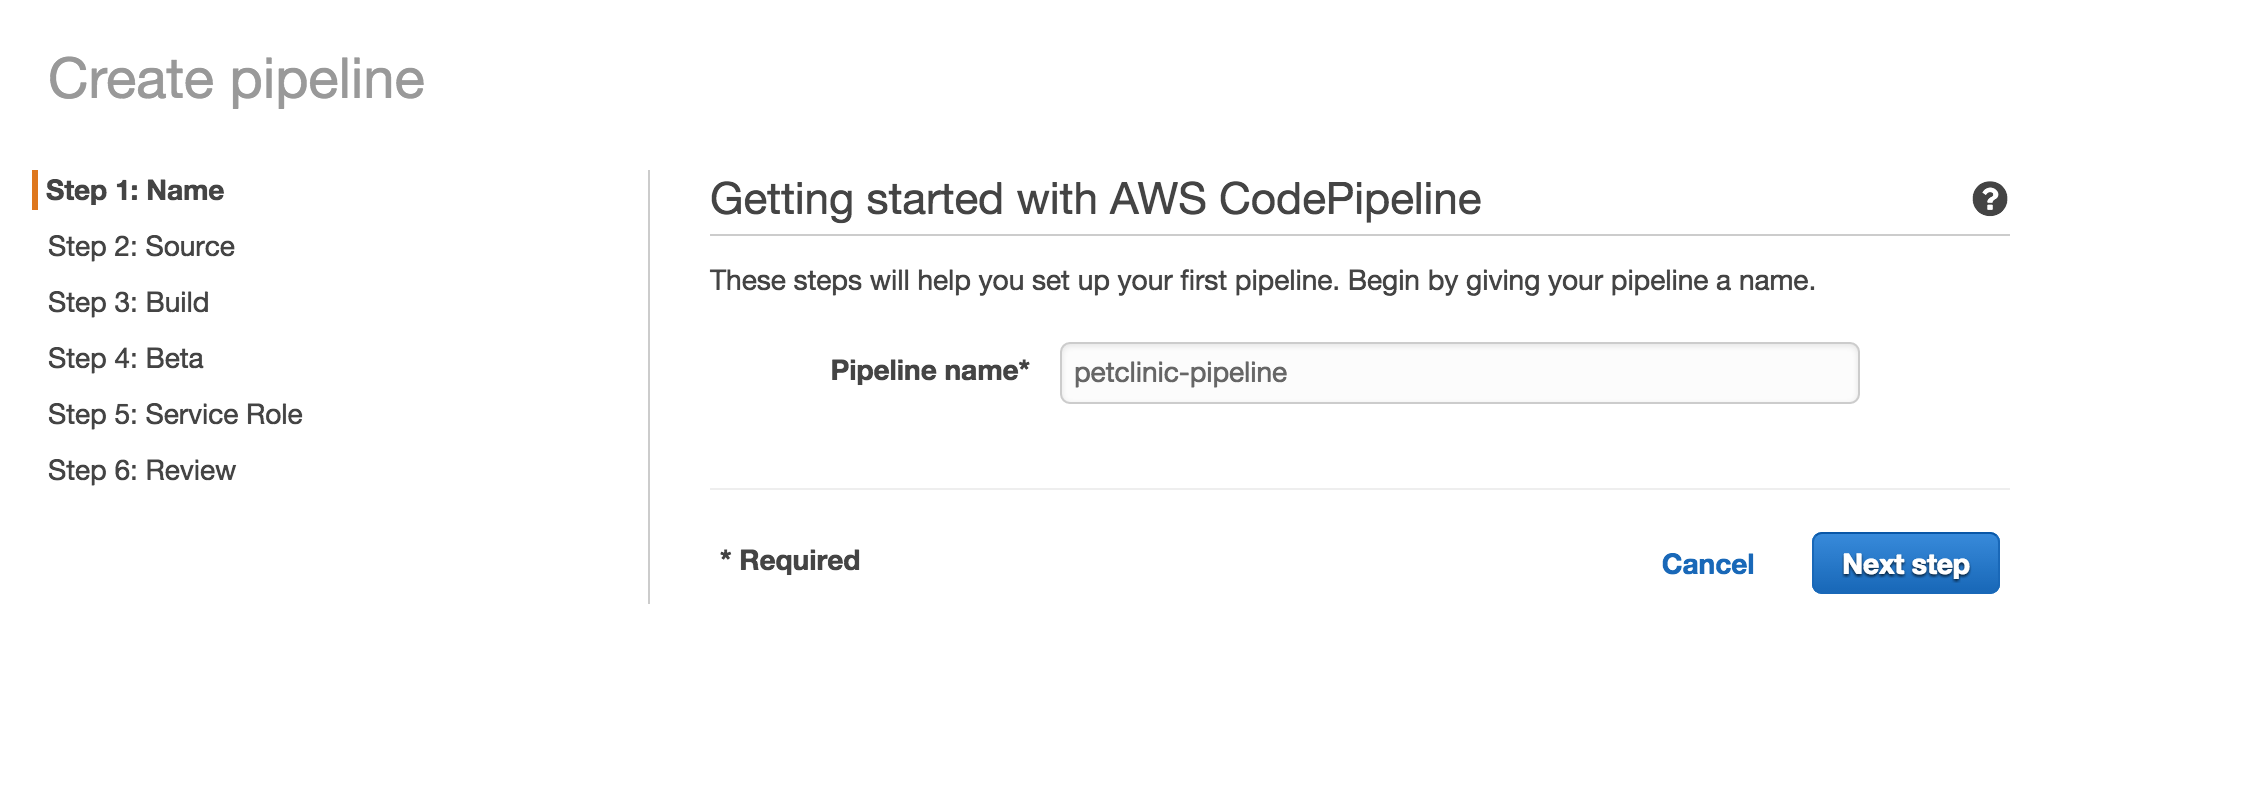 Create pipeline
Step 1: Name
Step 2: Source
Step 3: Build
Step 4: Beta
Step 5: Service Role
Step 6: Review
Getting started with AWS CodePipeline
?
These steps will help you set up your first pipeline. Begin by giving your pipeline a name.
Pipeline name*
petclinic-pipeline
* Required
Cancel
Next step